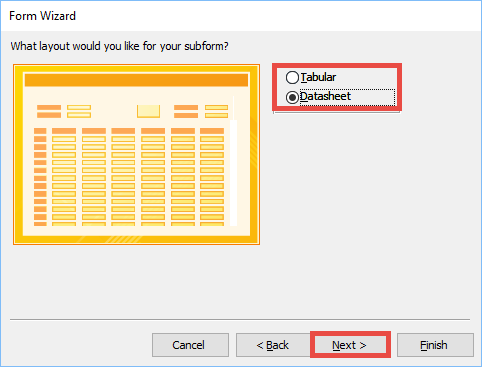 Form Wizard
What layout would you like for your subform?
Tabular
Datasheet
Cancel
< Back
Next >
Finish